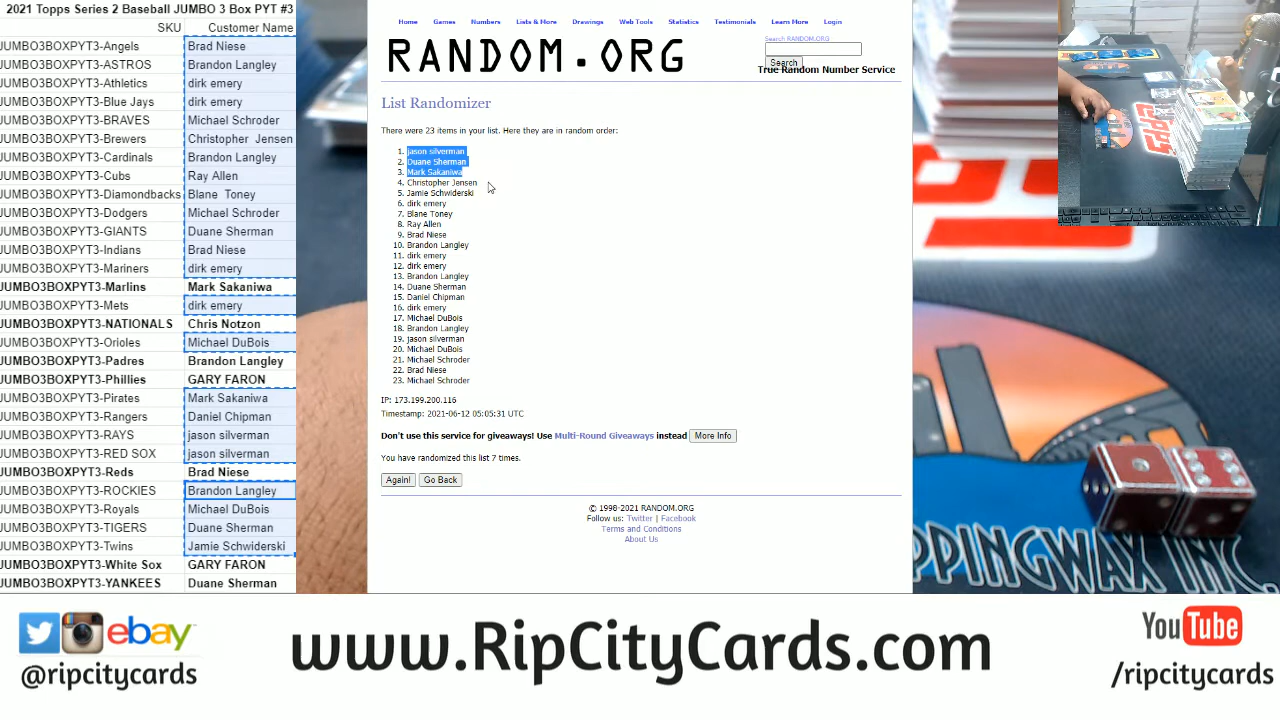 2021 Topps Series 2 Baseball JUMBO 3 Box PYT #3
SKU Customer Name
JUMBO3BOXPYT3-Angels Brad Niese
JUMBO3BOXPYT3-ASTROS Brandon Langley
JUMBO3BOXPYT3-Athletics dirk emery
JUMBO3BOXPYT3-Blue Jays dirk emery
JUMBO3BOXPYT3-BRAVES Michael Schroder
JUMBO3BOXPYT3-Brewers Christopher Jensen
JUMBO3BOXPYT3-Cardinals Brandon Langley
JUMBO3BOXPYT3-Cubs Ray Allen
JUMBO3BOXPYT3-Diamondbacks Blane Toney
JUMBO3BOXPYT3-Dodgers Michael Schroder
JUMBO3BOXPYT3-GIANTS Duane Sherman
JUMBO3BOXPYT3-Indians Brad Niese
JUMBO3BOXPYT3-Mariners dirk emery
JUMBO3BOXPYT3-Marlins Mark Sakaniwa
JUMBO3BOXPYT3-Mets dirk emery
JUMBO3BOXPYT3-NATIONALS Chris Notzon
JUMBO3BOXPYT3-Orioles Michael DuBois
JUMBO3BOXPYT3-Padres Brandon Langley
JUMBO3BOXPYT3-Phillies GARY FARON
JUMBO3BOXPYT3-Pirates Mark Sakaniwa
JUMBO3BOXPYT3-Rangers Daniel Chipman
JUMBO3BOXPYT3-RAYS jason silverman
JUMBO3BOXPYT3-RED SOX jason silverman
JUMBO3BOXPYT3-Reds Brad Niese
JUMBO3BOXPYT3-ROCKIES Brandon Langley
JUMBO3BOXPYT3-Royals Michael DuBois
JUMBO3BOXPYT3-TIGERS Duane Sherman
JUMBO3BOXPYT3-Twins Jamie Schwiderski
JUMBO3BOXPYT3-White Sox GARY FARON
JUMBO3BOXPYT3-YANKEES Duane Sherman
Home Games Numbers Lists & More Drawings Web Tools Statistics Testimonials Learn More Login
RANDOM.ORG
Search RANDOM.ORG
Search
True Random Number Service
List Randomizer
There were 23 items in your list. Here they are in random order:
1. jason silverman
2. Duane Sherman
3. Mark Sakaniwa
4. Christopher Jensen
5. Jamie Schwiderski
6. dirk emery
7. Blane Toney
8. Ray Allen
9. Brad Niese
10. Brandon Langley
11. dirk emery
12. dirk emery
13. Brandon Langley
14. Duane Sherman
15. Daniel Chipman
16. dirk emery
17. Michael DuBois
18. Brandon Langley
19. jason silverman
20. Michael DuBois
21. Michael Schroder
22. Brad Niese
23. Michael Schroder
IP: 173.199.200.116
Timestamp: 2021-06-12 05:05:31 UTC
Don't use this service for giveaways! Use Multi-Round Giveaways instead More Info
You have randomized this list 7 times.
Again! Go Back
© 1998-2021 RANDOM.ORG
Follow us: Twitter | Facebook
Terms and Conditions
About Us
PPINGWAX INC.
ebay
@ripcitycards
www.RipCityCards.com
YouTube
/ripcitycards